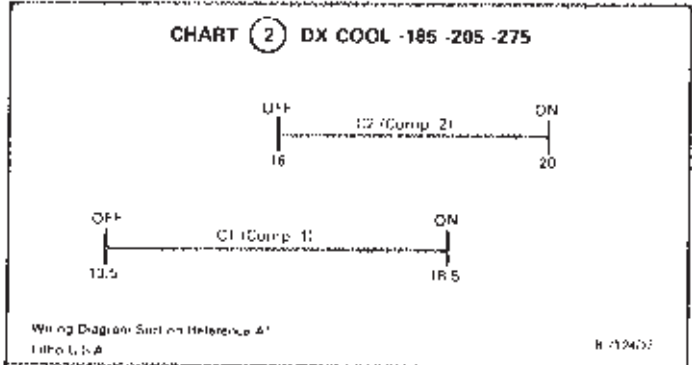 CHART 2 DX COOL -185 -205 -275
OFF ON
C2 (Comp. 2)
16 20
OFF ON
C1 (Comp. 1)
13.5 18.5
Wiring Diagram Section Reference A1
Litho U.S.A.